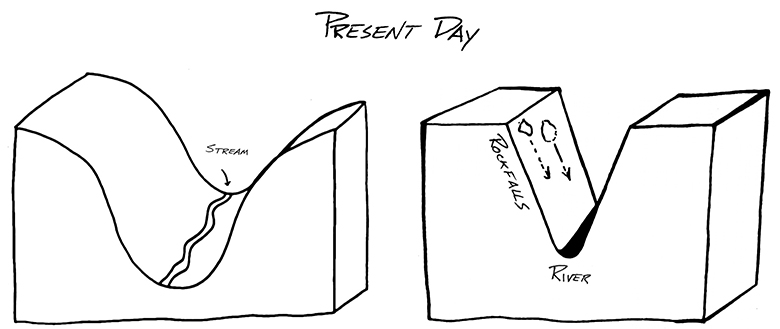 PRESENT DAY
STREAM
ROCKFALLS
RIVER